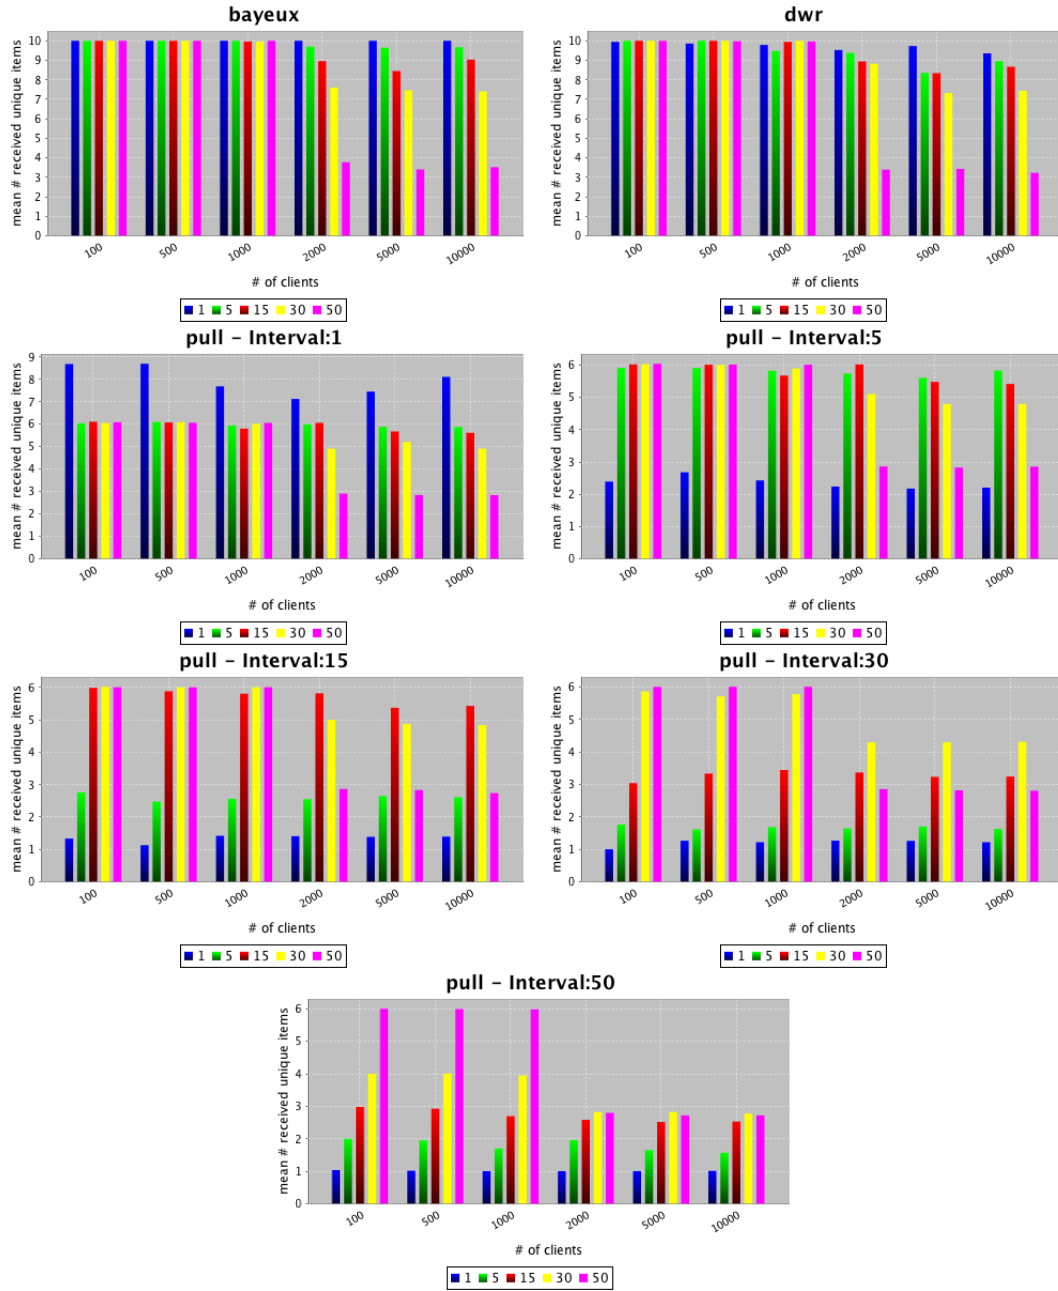 bayeux
mean # received unique items
10
9
8
7
6
5
4
3
2
1
0
100 500 1000 2000 5000 10000
# of clients
1 5 15 30 50
dwr
mean # received unique items
10
9
8
7
6
5
4
3
2
1
0
100 500 1000 2000 5000 10000
# of clients
1 5 15 30 50
pull - Interval:1
mean # received unique items
9
8
7
6
5
4
3
2
1
0
100 500 1000 2000 5000 10000
# of clients
1 5 15 30 50
pull - Interval:5
mean # received unique items
6
5
4
3
2
1
0
100 500 1000 2000 5000 10000
# of clients
1 5 15 30 50
pull - Interval:15
mean # received unique items
6
5
4
3
2
1
0
100 500 1000 2000 5000 10000
# of clients
1 5 15 30 50
pull - Interval:30
mean # received unique items
6
5
4
3
2
1
0
100 500 1000 2000 5000 10000
# of clients
1 5 15 30 50
pull - Interval:50
mean # received unique items
6
5
4
3
2
1
0
100 500 1000 2000 5000 10000
# of clients
1 5 15 30 50